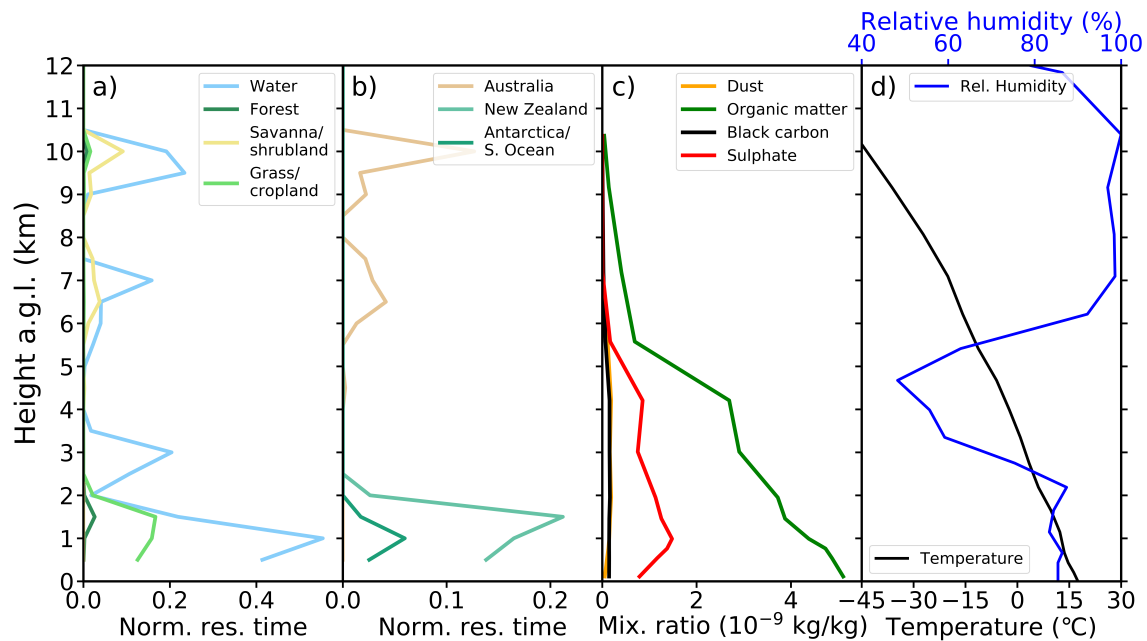 Relative humidity (%)
40 60 80 100
Height a.g.l. (km)
12
11
10
9
8
7
6
5
4
3
2
1
0
a)
Water
Forest
Savanna/
shrubland
Grass/
cropland
b)
Australia
New Zealand
Antarctica/
S. Ocean
c)
Dust
Organic matter
Black carbon
Sulphate
d)
Rel. Humidity
Temperature
0.0 0.2 0.4 0.0 0.1 0.2 0 2 4 −45 −30 −15 0 15 30
Norm. res. time Norm. res. time Mix. ratio (10⁻⁹ kg/kg) Temperature (℃)